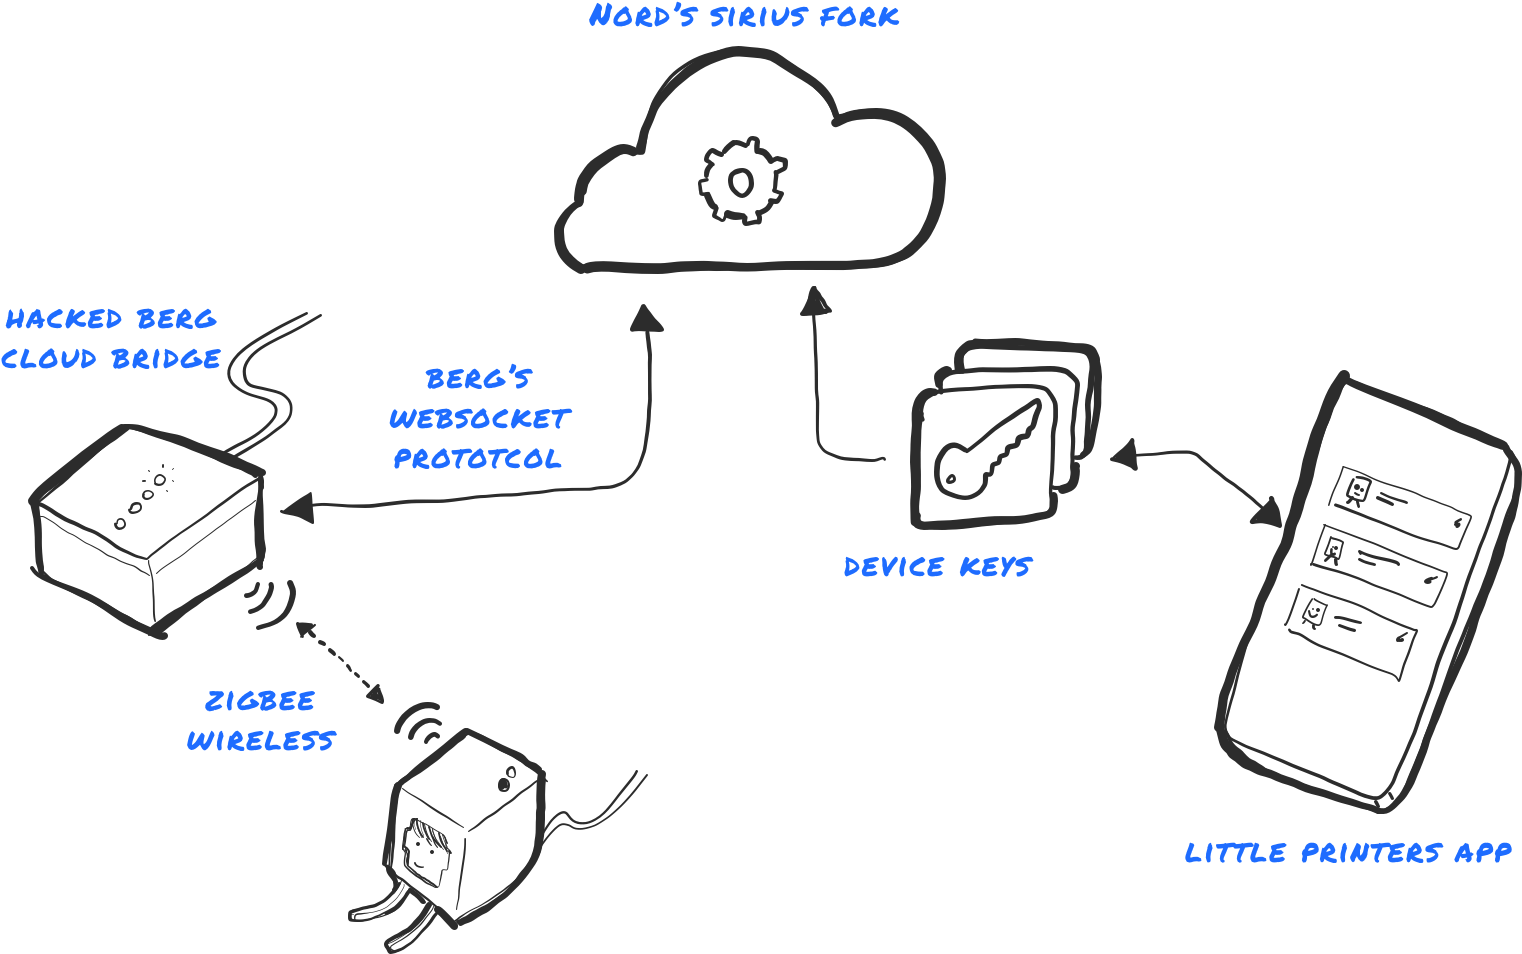 NORD'S SIRIUS FORK
HACKED BERG
CLOUD BRIDGE
BERG'S
WEBSOCKET
PROTOTCOL
DEVICE KEYS
ZIGBEE
WIRELESS
LITTLE PRINTERS APP